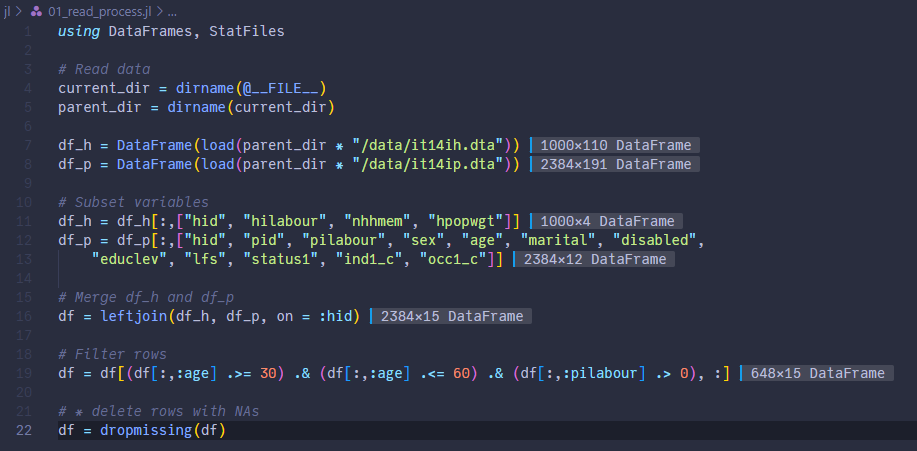 jl > 01_read_process.jl > ...
1 using DataFrames, StatFiles
2
3 # Read data
4 current_dir = dirname(@__FILE__)
5 parent_dir = dirname(current_dir)
6
7 df_h = DataFrame(load(parent_dir * "/data/it14ih.dta")) 1000×110 DataFrame
8 df_p = DataFrame(load(parent_dir * "/data/it14ip.dta")) 2384×191 DataFrame
9
10 # Subset variables
11 df_h = df_h[:,["hid", "hilabour", "nhhmem", "hpopwgt"]] 1000×4 DataFrame
12 df_p = df_p[:,["hid", "pid", "pilabour", "sex", "age", "marital", "disabled",
13 "educlev", "lfs", "status1", "ind1_c", "occ1_c"]] 2384×12 DataFrame
14
15 # Merge df_h and df_p
16 df = leftjoin(df_h, df_p, on = :hid) 2384×15 DataFrame
17
18 # Filter rows
19 df = df[(df[:,:age] .>= 30) .& (df[:,:age] .<= 60) .& (df[:,:pilabour] .> 0), :] 648×15 DataFrame
20
21 # * delete rows with NAs
22 df = dropmissing(df)